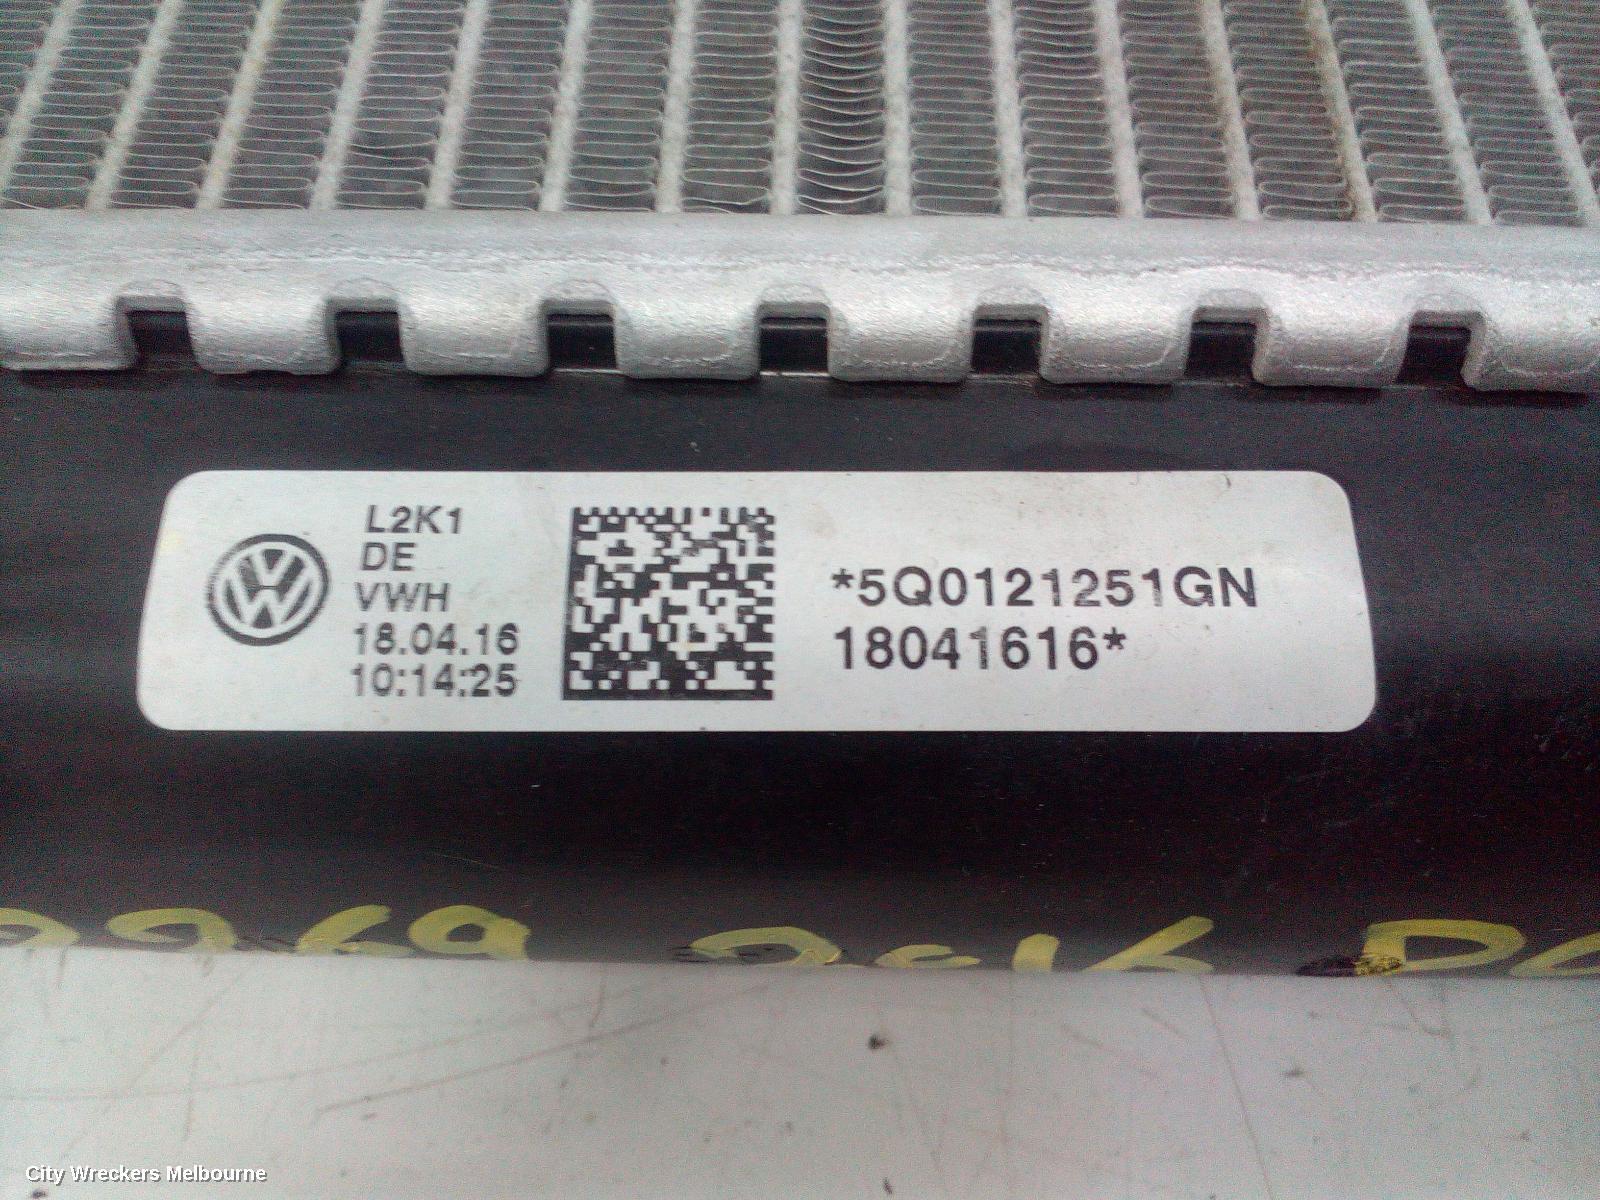 L2K1
DE
VWH
18.04.16
10:14:25
*5Q0121251GN
18041616*
City Wreckers Melbourne